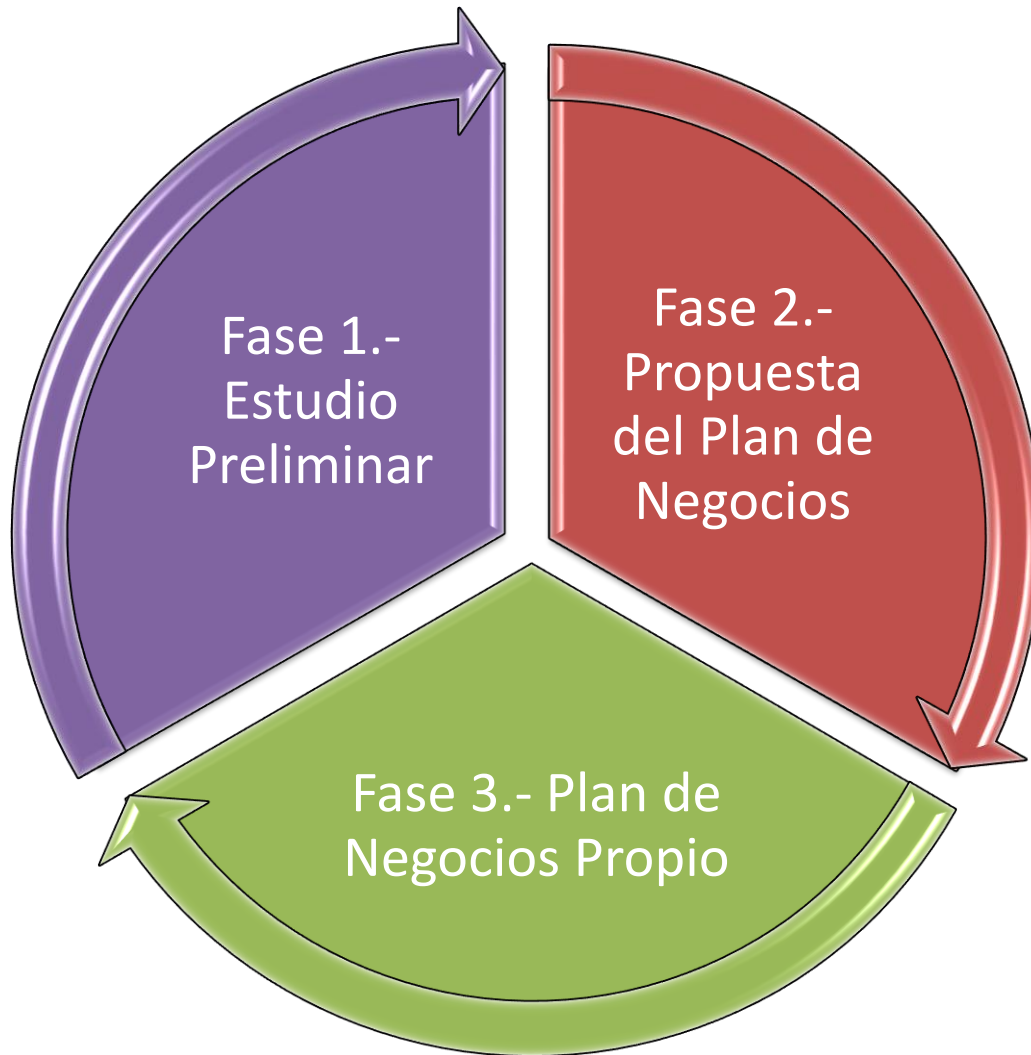 Fase 1.-
Estudio
Preliminar
Fase 2.-
Propuesta
del Plan de
Negocios
Fase 3.- Plan de
Negocios Propio